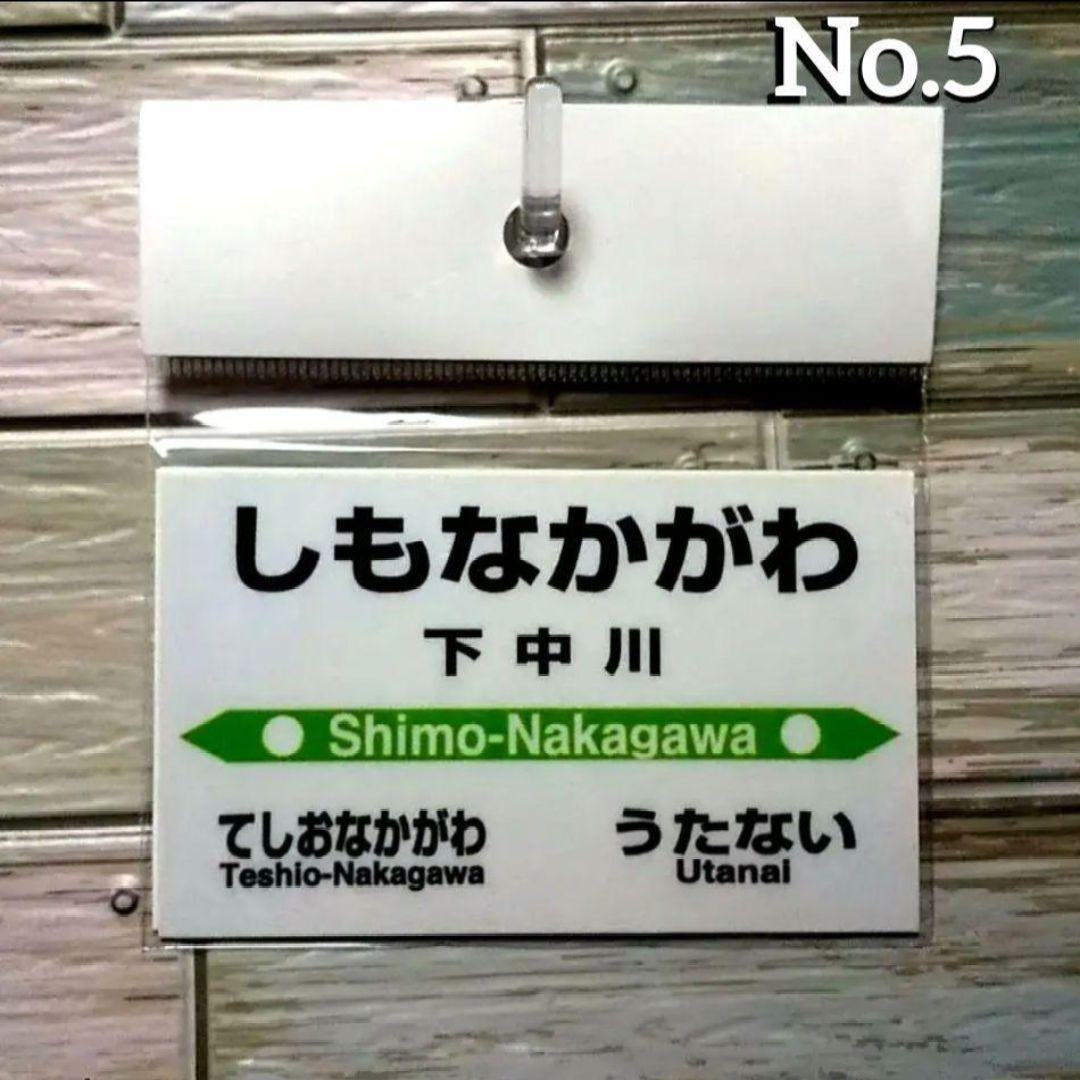 No.5
しもなかがわ
下中川
Shimo-Nakagawa
てしおなかがわ うたない
Teshio-Nakagawa Utanai